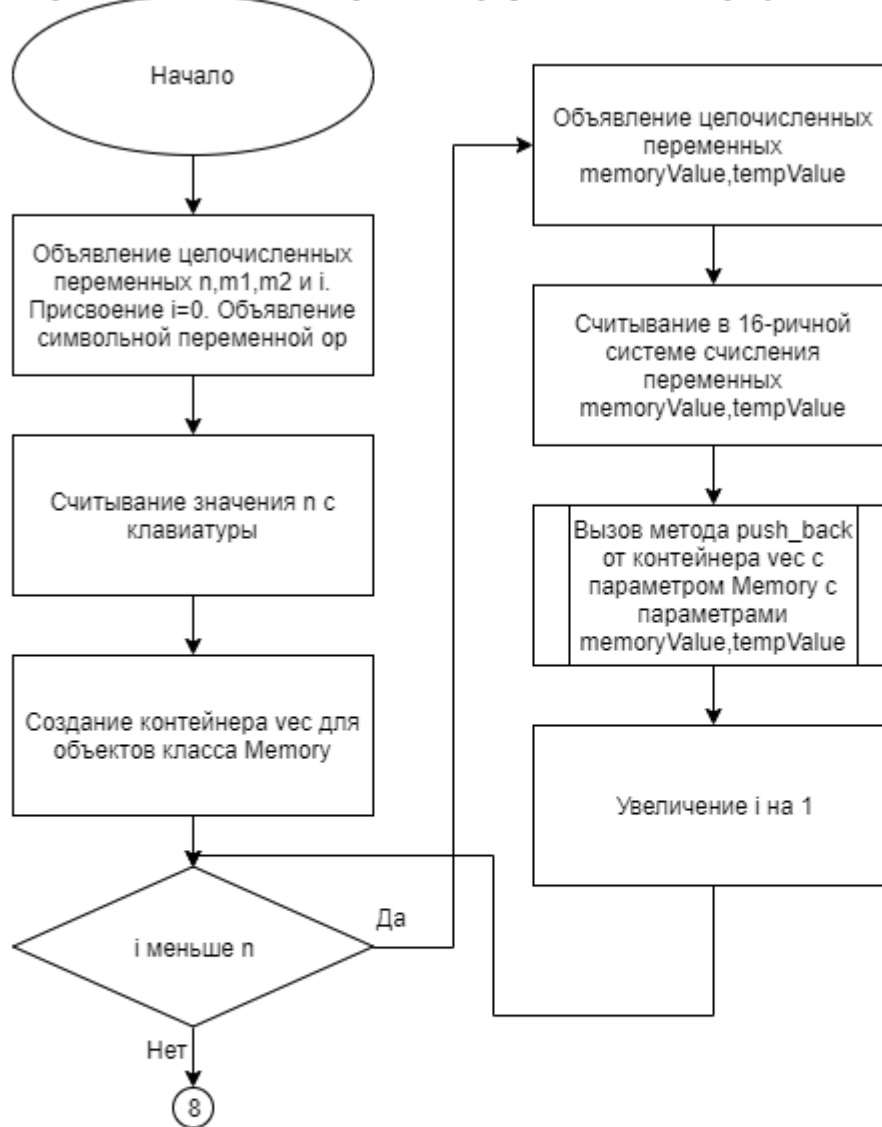 Начало
Объявление целочисленных
переменных n,m1,m2 и i.
Присвоение i=0. Объявление
символьной переменной op
Считывание значения n с
клавиатуры
Создание контейнера vec для
объектов класса Memory
i меньше n
Да
Нет
8
Объявление целочисленных
переменных
memoryValue,tempValue
Считывание в 16-ричной
системе счисления
переменных
memoryValue,tempValue
Вызов метода push_back
от контейнера vec с
параметром Memory с
параметрами
memoryValue,tempValue
Увеличение i на 1